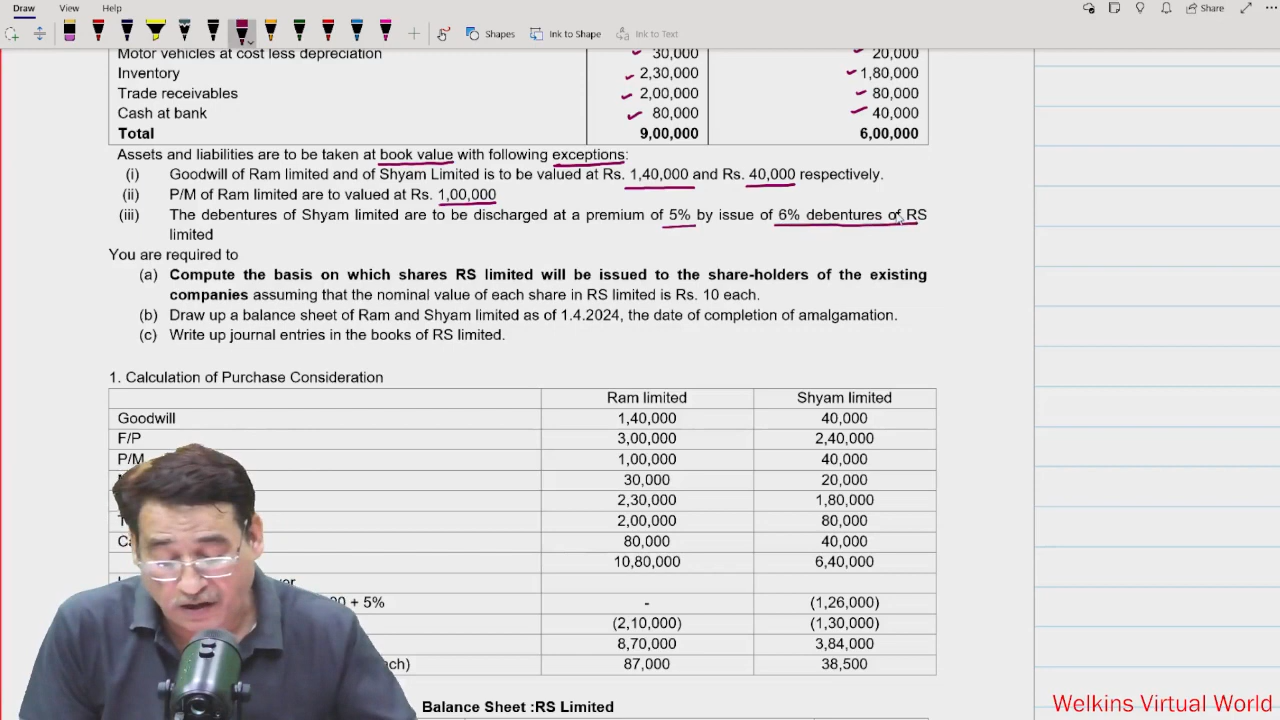 Draw View Help
Share
Shapes Ink to Shape Ink to Text
Motor vehicles at cost less depreciation 30,000 20,000
Inventory 2,30,000 1,80,000
Trade receivables 2,00,000 80,000
Cash at bank 80,000 40,000
Total 9,00,000 6,00,000
Assets and liabilities are to be taken at book value with following exceptions:
(i) Goodwill of Ram limited and of Shyam Limited is to be valued at Rs. 1,40,000 and Rs. 40,000 respectively.
(ii) P/M of Ram limited are to valued at Rs. 1,00,000
(iii) The debentures of Shyam limited are to be discharged at a premium of 5% by issue of 6% debentures of RS
limited
You are required to
(a) Compute the basis on which shares RS limited will be issued to the share-holders of the existing
companies assuming that the nominal value of each share in RS limited is Rs. 10 each.
(b) Draw up a balance sheet of Ram and Shyam limited as of 1.4.2024, the date of completion of amalgamation.
(c) Write up journal entries in the books of RS limited.
1. Calculation of Purchase Consideration
Ram limited Shyam limited
Goodwill 1,40,000 40,000
F/P 3,00,000 2,40,000
P/M 1,00,000 40,000
30,000 20,000
2,30,000 1,80,000
2,00,000 80,000
80,000 40,000
10,80,000 6,40,000
+ 5% - (1,26,000)
(2,10,000) (1,30,000)
8,70,000 3,84,000
87,000 38,500
Balance Sheet :RS Limited
Welkins Virtual World